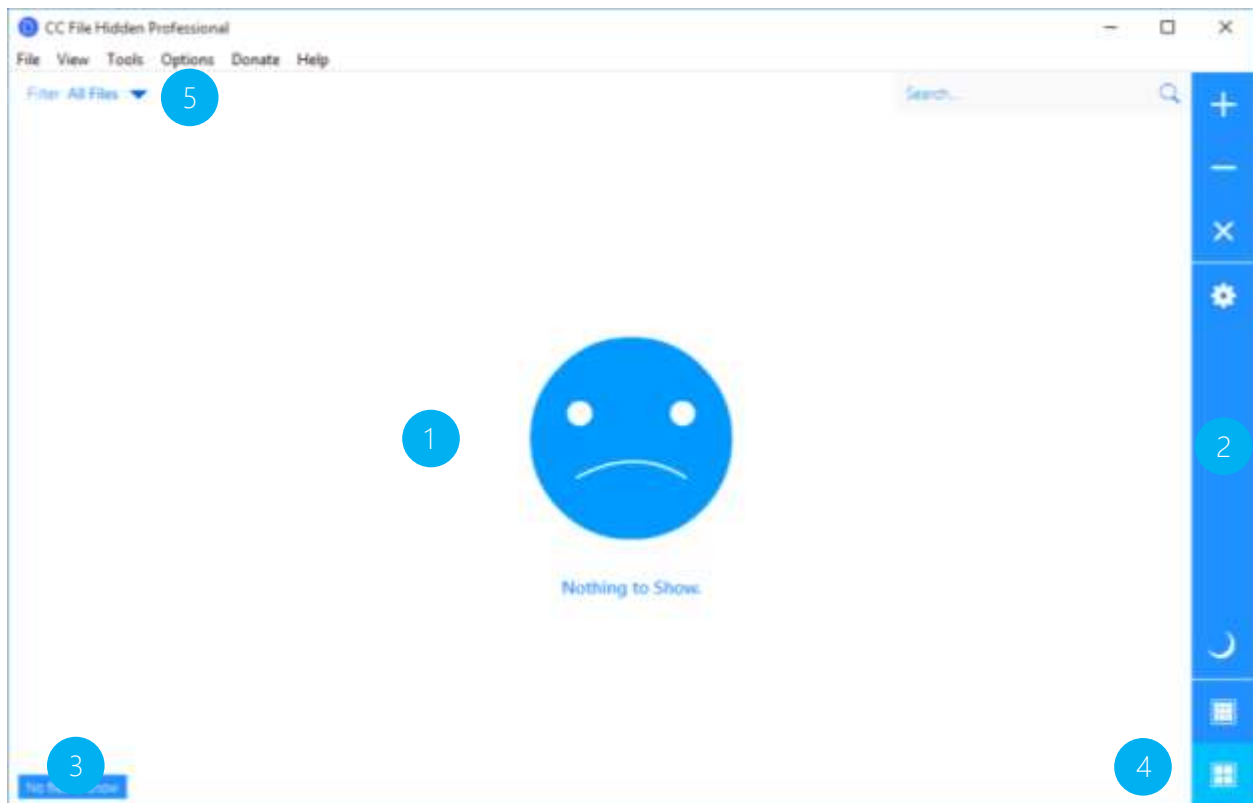 CC File Hidden Professional
File View Tools Options Donate Help
Filter: All Files
5
Search...
1
2
Nothing to Show.
3
4
No